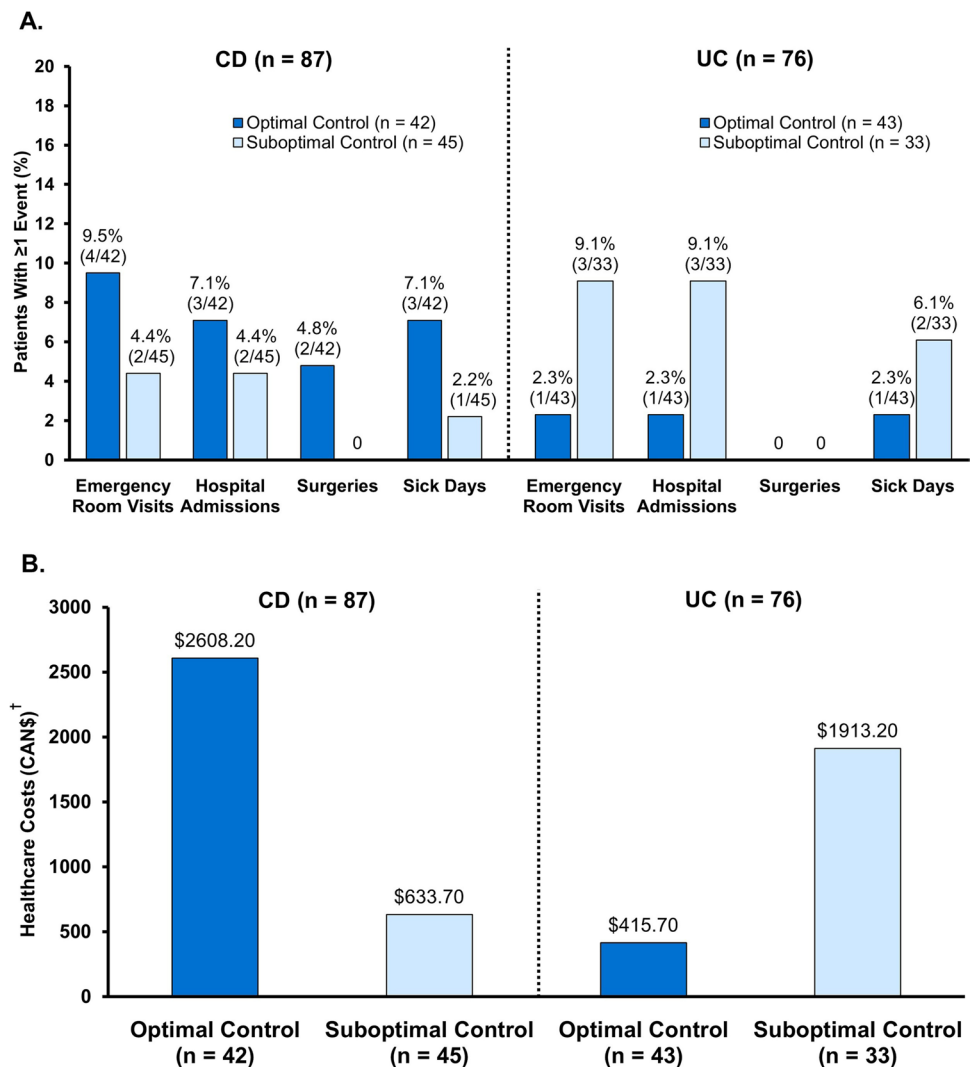 A.
CD (n = 87)
UC (n = 76)
Optimal Control (n = 42)
Suboptimal Control (n = 45)
Optimal Control (n = 43)
Suboptimal Control (n = 33)
Patients With ≥1 Event (%)
20
18
16
14
12
10
8
6
4
2
0
9.5%
(4/42)
4.4%
(2/45)
7.1%
(3/42)
4.4%
(2/45)
4.8%
(2/42)
0
7.1%
(3/42)
2.2%
(1/45)
2.3%
(1/43)
9.1%
(3/33)
2.3%
(1/43)
9.1%
(3/33)
0
0
2.3%
(1/43)
6.1%
(2/33)
Emergency
Room Visits
Hospital
Admissions
Surgeries
Sick Days
Emergency
Room Visits
Hospital
Admissions
Surgeries
Sick Days
B.
CD (n = 87)
UC (n = 76)
Healthcare Costs (CAN$)†
3000
2500
2000
1500
1000
500
0
$2608.20
$633.70
$415.70
$1913.20
Optimal Control
(n = 42)
Suboptimal Control
(n = 45)
Optimal Control
(n = 43)
Suboptimal Control
(n = 33)